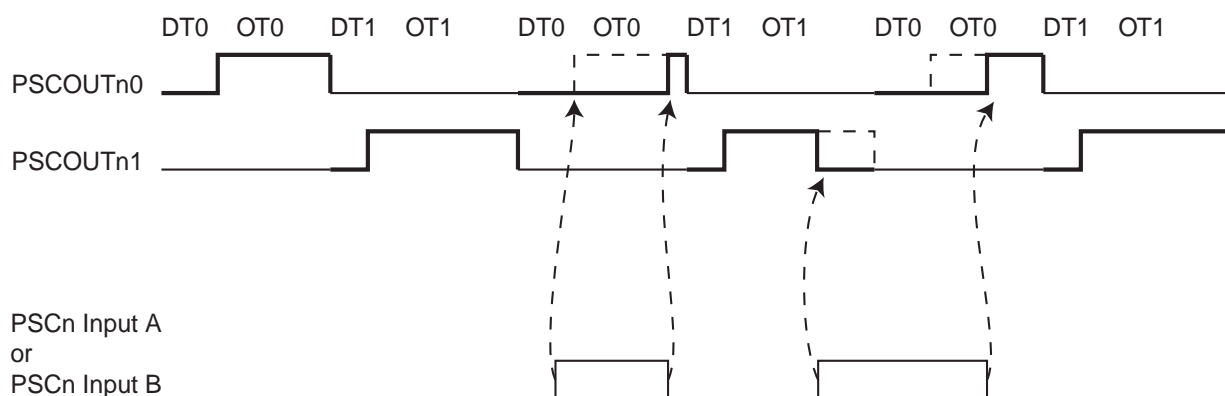 DT0 OT0 DT1 OT1 DT0 OT0 DT1 OT1 DT0 OT0 DT1 OT1
PSCOUTn0
PSCOUTn1
PSCn Input A
or
PSCn Input B